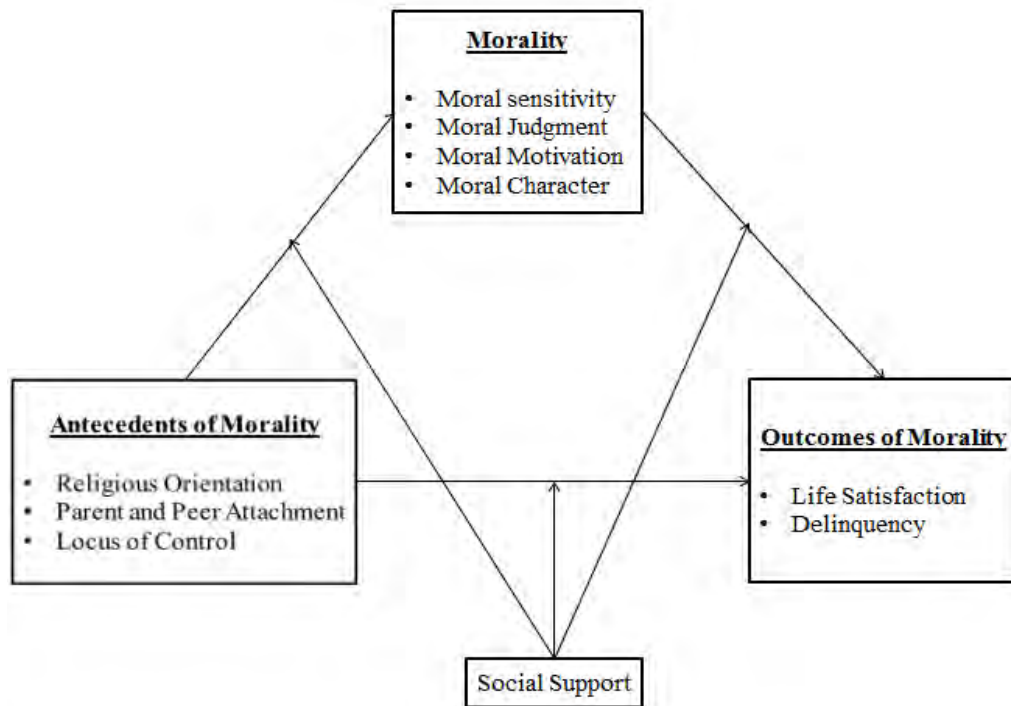 Morality
• Moral sensitivity
• Moral Judgment
• Moral Motivation
• Moral Character
Antecedents of Morality
• Religious Orientation
• Parent and Peer Attachment
• Locus of Control
Outcomes of Morality
• Life Satisfaction
• Delinquency
Social Support